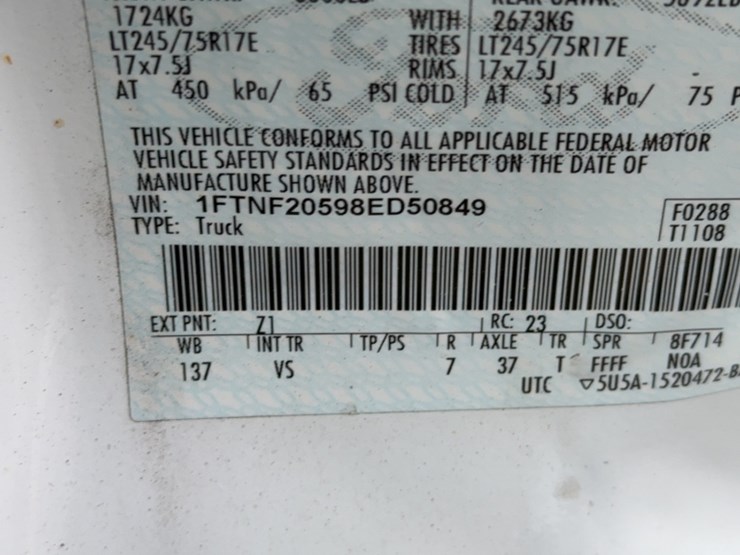 1724KG WITH 2673KG
LT245/75R17E TIRES LT245/75R17E
17x7.5J RIMS 17x7.5J
AT 450 kPa/ 65 PSI COLD AT 515 kPa/ 75
THIS VEHICLE CONFORMS TO ALL APPLICABLE FEDERAL MOTOR
VEHICLE SAFETY STANDARDS IN EFFECT ON THE DATE OF
MANUFACTURE SHOWN ABOVE.
VIN: 1FTNF20598ED50849
F0288
TYPE: Truck
T1108
EXT PNT: Z1 RC: 23 DSO:
WB INT TR TP/PS R AXLE TR SPR 8F714
137 VS 7 37 T FFFF NOA
UTC ▽5U5A-1520472-B